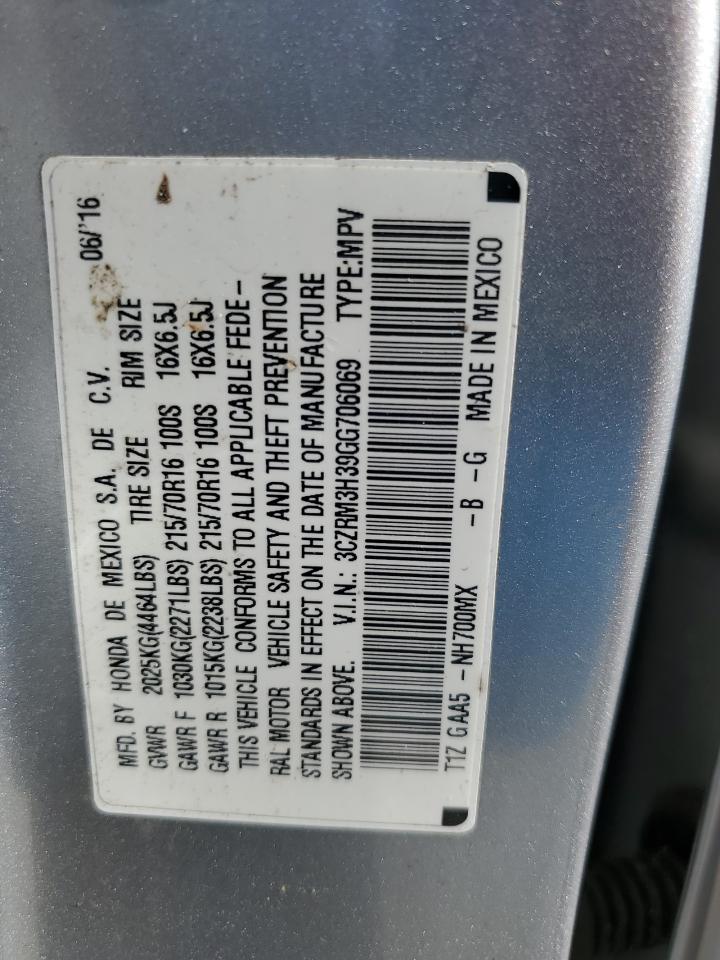 MFD. BY HONDA DE MEXICO S.A. DE C.V. 06/'16
GVWR 2025KG(4464LBS) TIRE SIZE RIM SIZE
GAWR F 1030KG(2271LBS) 215/70R16 100S 16X6.5J
GAWR R 1015KG(2238LBS) 215/70R16 100S 16X6.5J
THIS VEHICLE CONFORMS TO ALL APPLICABLE FEDE-
RAL MOTOR VEHICLE SAFETY AND THEFT PREVENTION
STANDARDS IN EFFECT ON THE DATE OF MANUFACTURE
SHOWN ABOVE. V.I.N.: 3CZRM3H39GG706069 TYPE:MPV
T1Z G AA5 -NH700MX -B -G MADE IN MEXICO